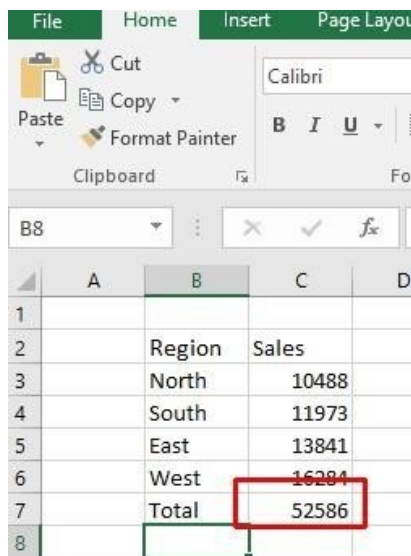 File Home Insert Page Layou
Cut
Copy
Paste
Format Painter
Calibri
B I U
Clipboard
Fo
B8 fx
A B C D
1
2 Region Sales
3 North 10488
4 South 11973
5 East 13841
6 West 16284
7 Total 52586
8